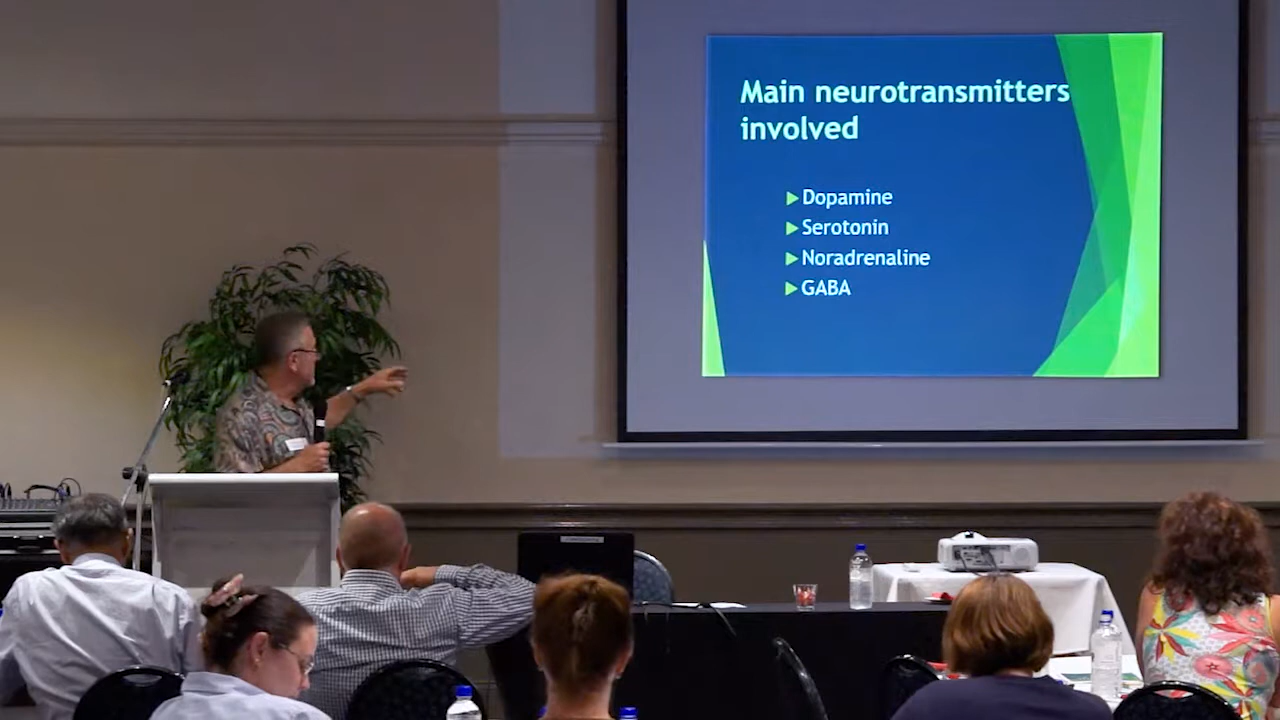 Main neurotransmitters
involved
Dopamine
Serotonin
Noradrenaline
GABA